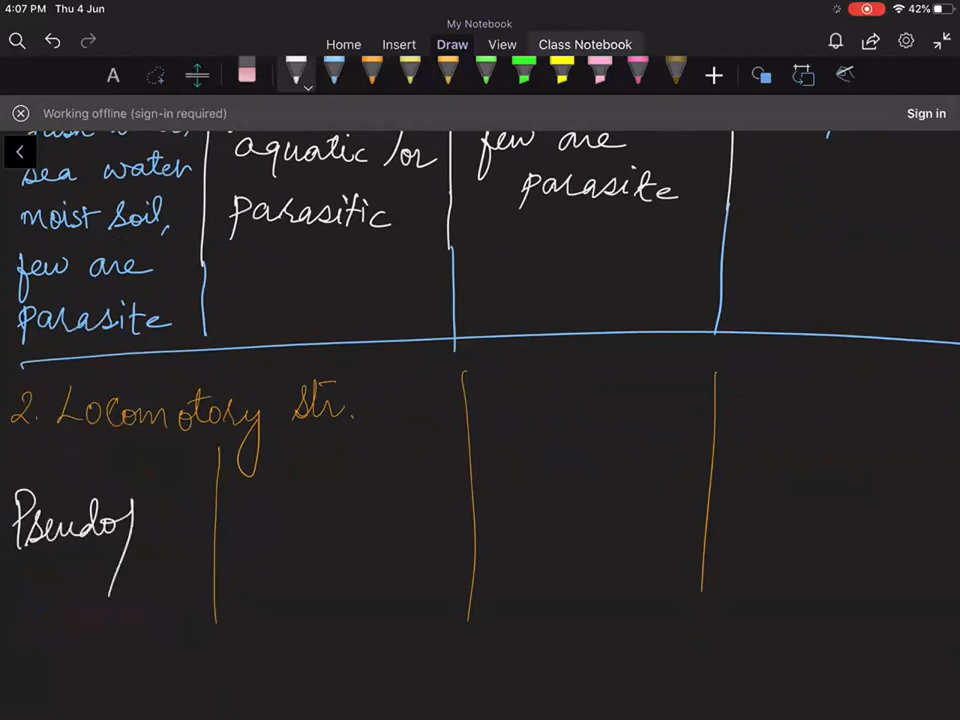 4:07 PM Thu 4 Jun
42%
My Notebook
Home Insert Draw View Class Notebook
A
Working offline (sign-in required) Sign in
sea water
moist soil,
few are
parasite
aquatic /or
parasitic
few are
parasite
2. Locomotory Str.
Pseudop